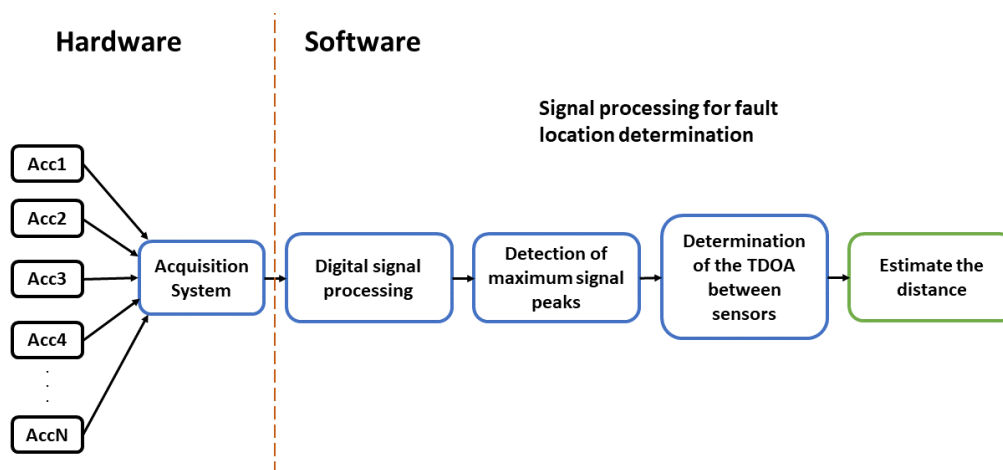 Hardware
Software
Signal processing for fault
location determination
Acc1
Acc2
Acc3
Acc4
.
.
.
AccN
Acquisition
System
Digital signal
processing
Detection of
maximum signal
peaks
Determination
of the TDOA
between
sensors
Estimate the
distance